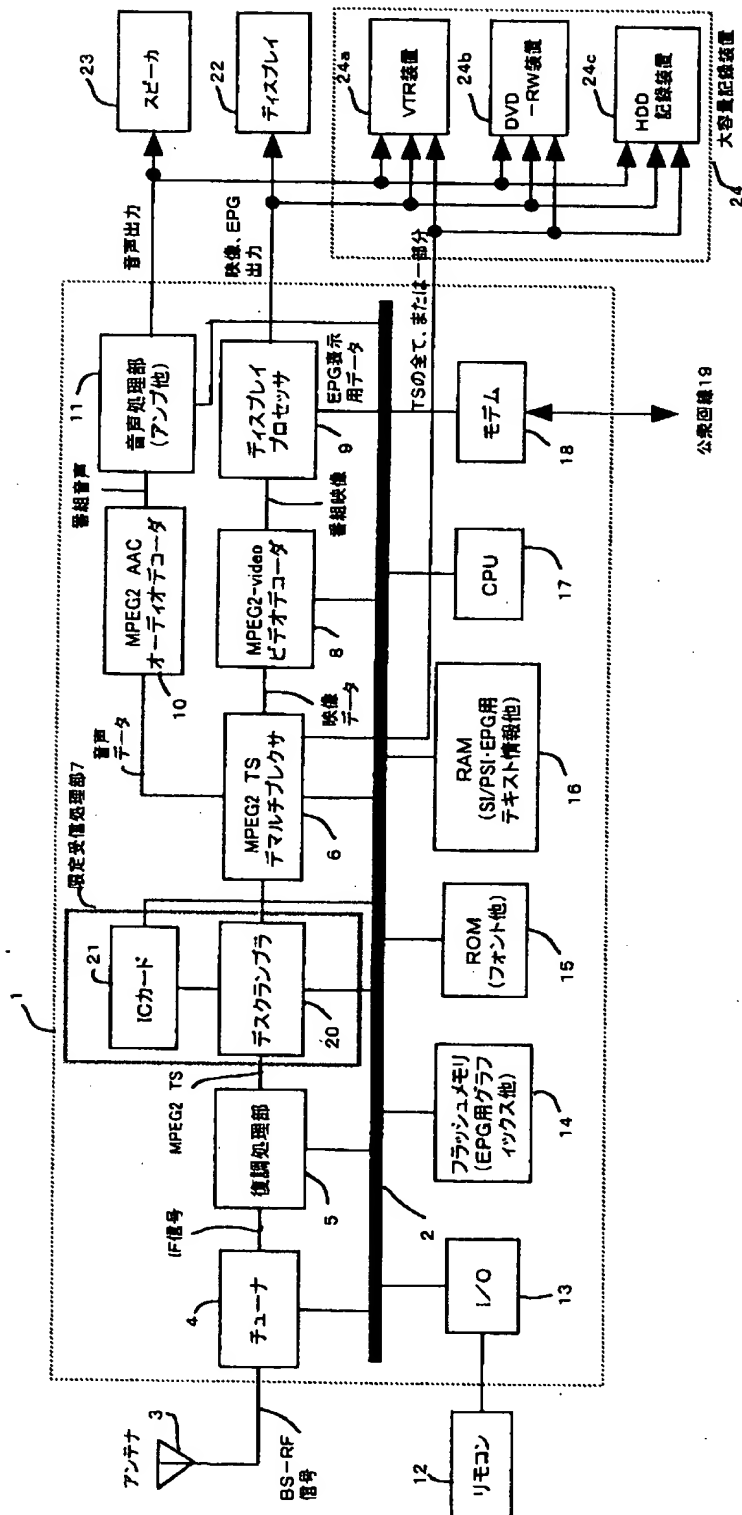 1
アンテナ
3
BS-RF
信号
4
チューナ
IF信号
5
復調処理部
MPEG2 TS
限定受信処理部7
21
ICカード
デスクランブラ
20
音声
データ
MPEG2 TS
デマルチプレクサ
6
映像
データ
MPEG2 AAC
オーディオデコーダ
10
番組音声
11
音声処理部
(アンプ他)
音声出力
MPEG2-video
ビデオデコーダ
8
番組映像
ディスプレイ
プロセッサ
9
EPG表示
用データ
映像、EPG
出力
TSの全て、または一部分
23
スピーカ
22
ディスプレイ
24a
VTR装置
24b
DVD
-RW装置
24c
HDD
記録装置
大容量記録装置
24
2
12
リモコン
I/O
13
フラッシュメモリ
(EPG用グラフ
ィックス他)
14
ROM
(フォント他)
15
RAM
(SI/PSI・EPG用
テキスト情報他)
16
CPU
17
モデム
18
公衆回線19